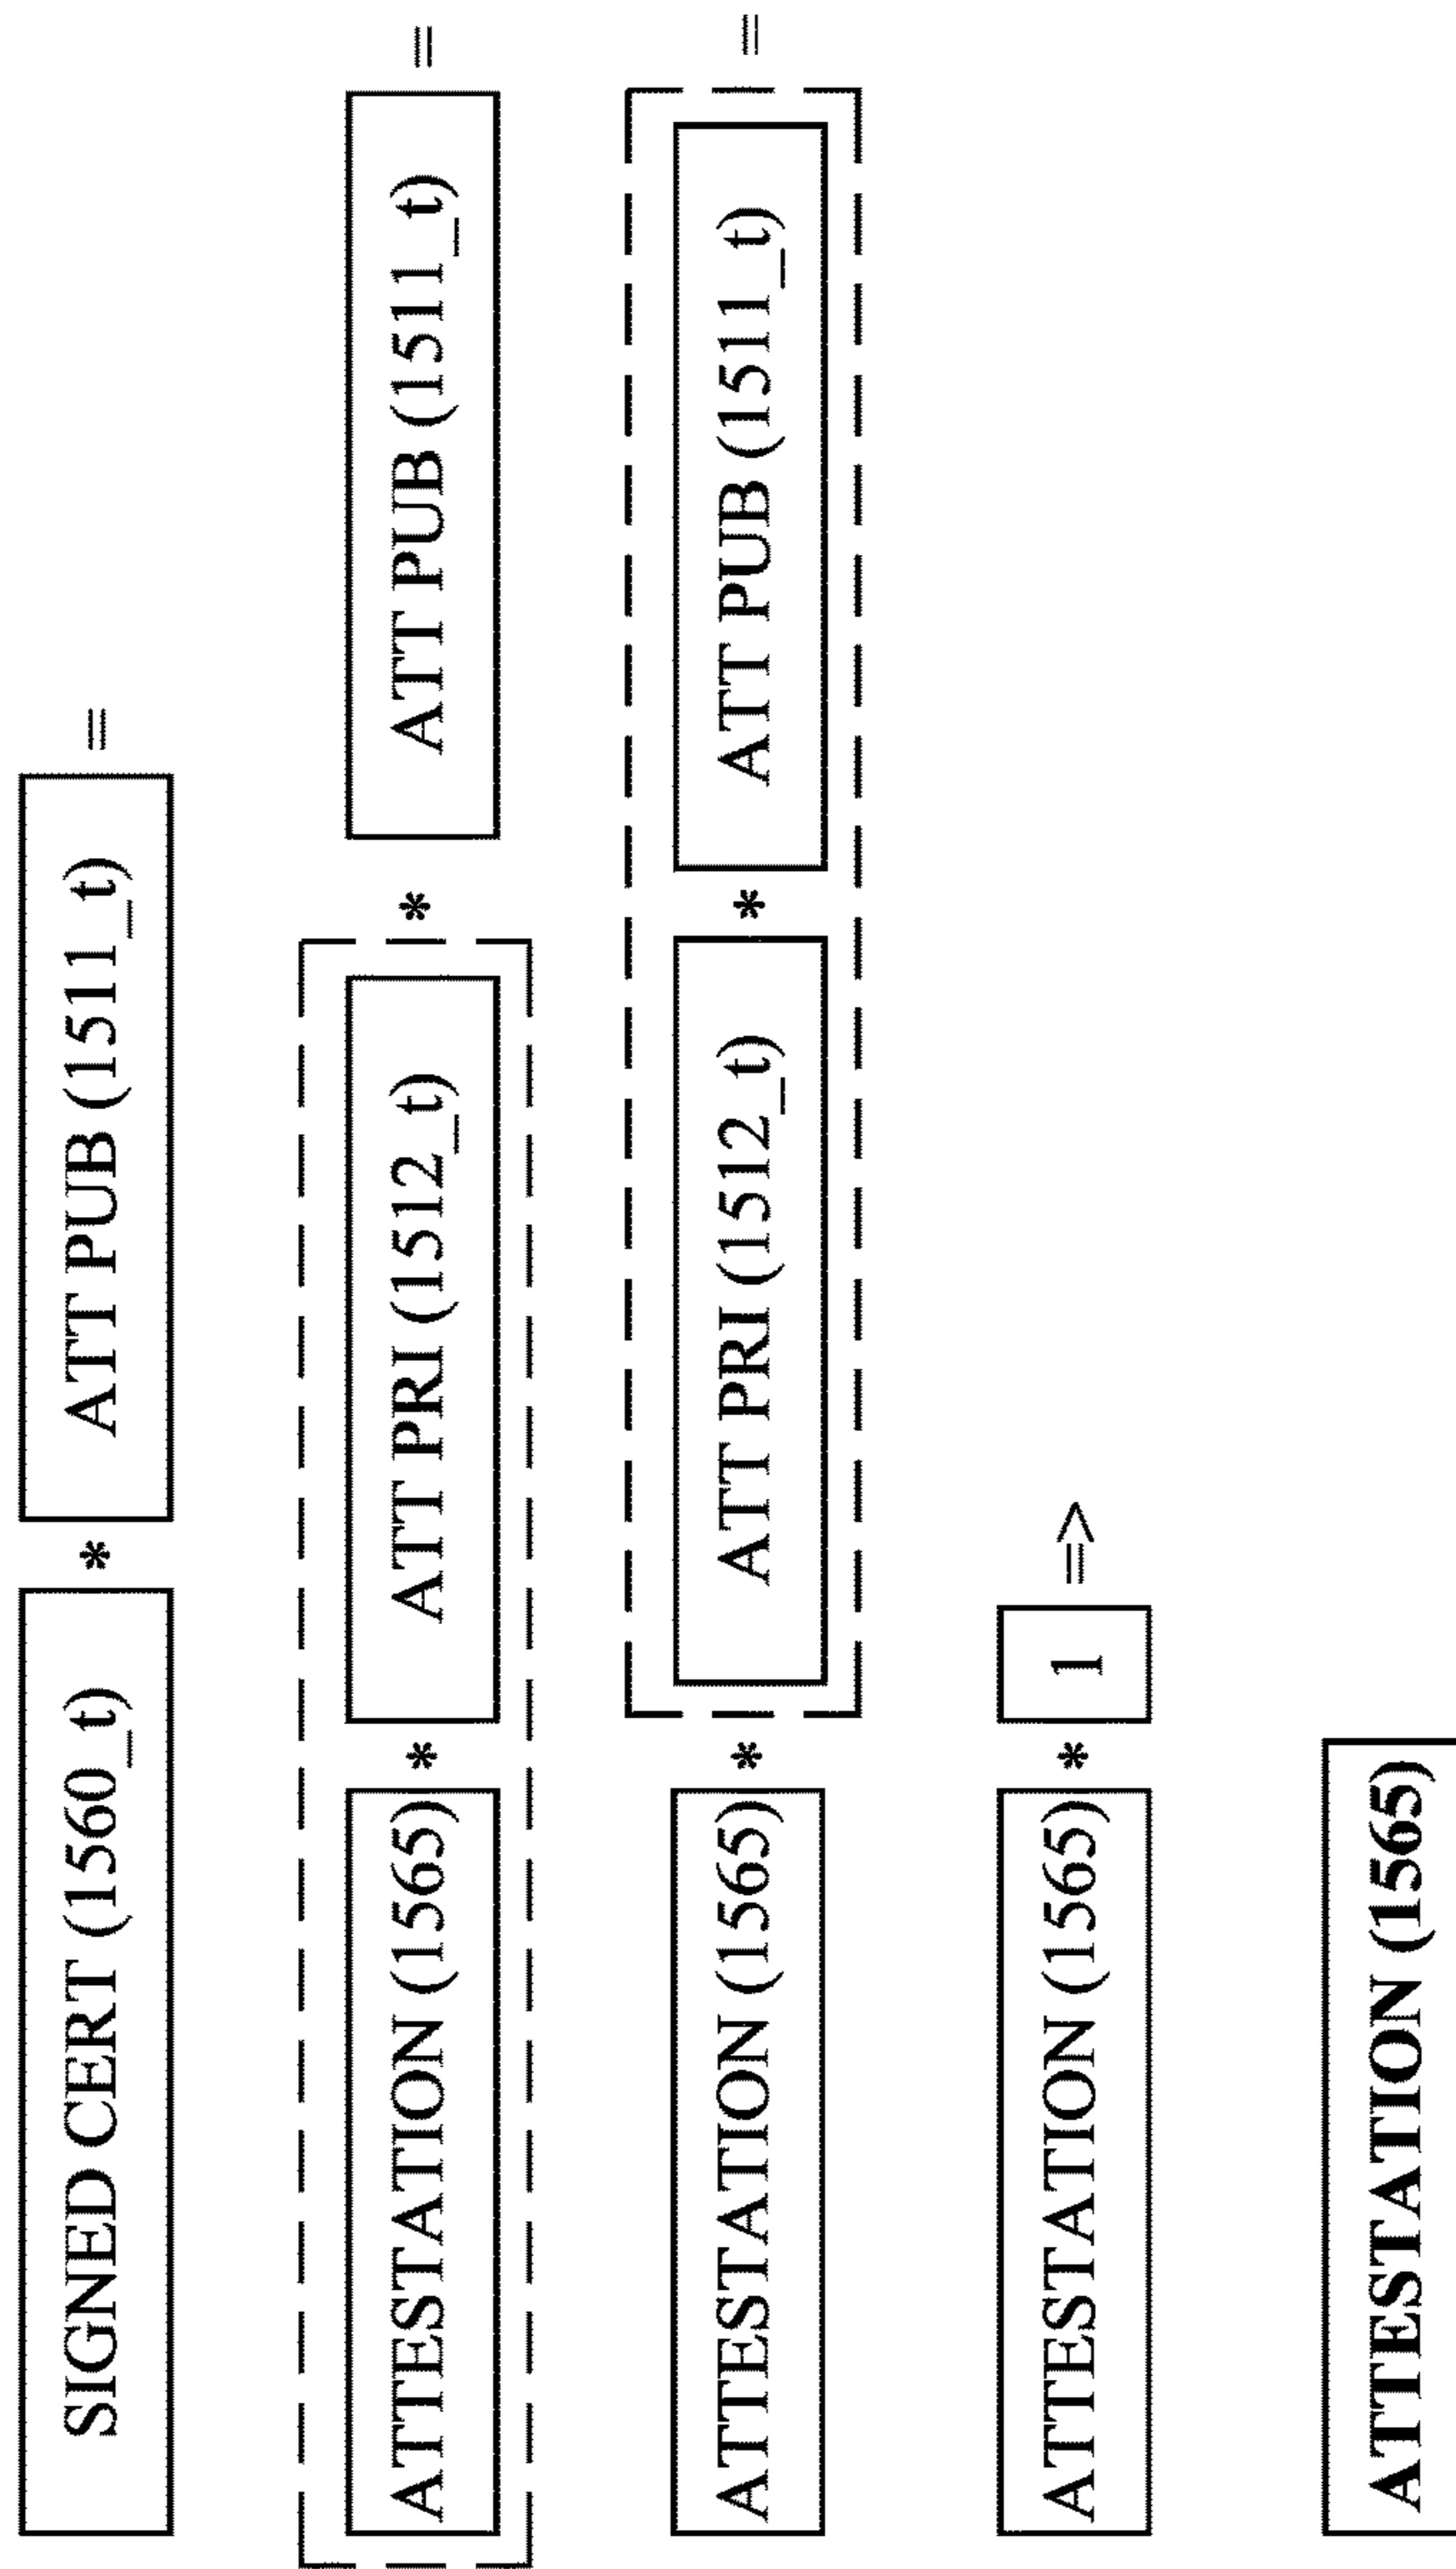 SIGNED CERT (1560_t) * ATT PUB (1511_t) =
ATTESTATION (1565) * ATT PRI (1512_t) * ATT PUB (1511_t) =
ATTESTATION (1565) * ATT PRI (1512_t) * ATT PUB (1511_t) =
ATTESTATION (1565) * 1 =>
ATTESTATION (1565)